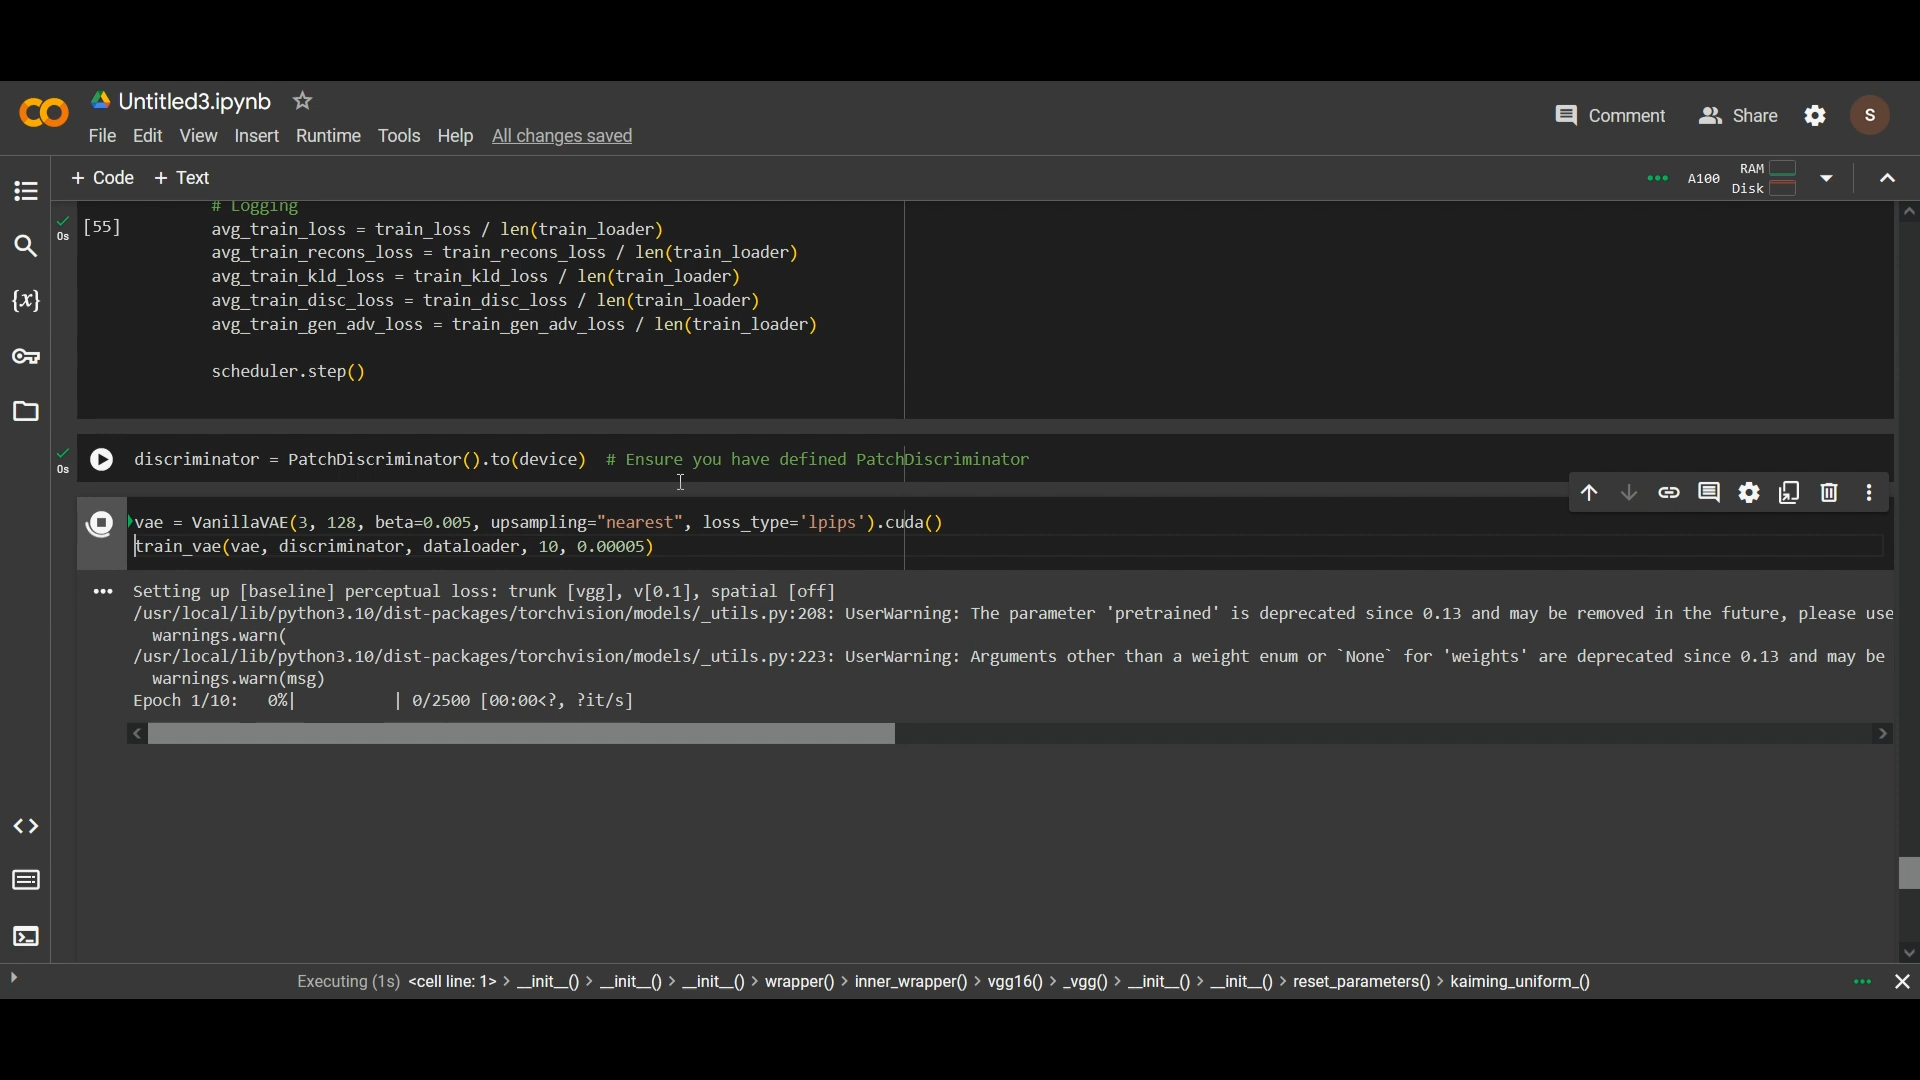 Untitled3.ipynb
File Edit View Insert Runtime Tools Help All changes saved
Comment
Share
S
+ Code + Text
A100
RAM
Disk
# Logging
[55]
0s
avg_train_loss = train_loss / len(train_loader)
avg_train_recons_loss = train_recons_loss / len(train_loader)
avg_train_kld_loss = train_kld_loss / len(train_loader)
avg_train_disc_loss = train_disc_loss / len(train_loader)
avg_train_gen_adv_loss = train_gen_adv_loss / len(train_loader)
scheduler.step()
0s
discriminator = PatchDiscriminator().to(device) # Ensure you have defined PatchDiscriminator
vae = VanillaVAE(3, 128, beta=0.005, upsampling="nearest", loss_type='lpips').cuda()
train_vae(vae, discriminator, dataloader, 10, 0.00005)
Setting up [baseline] perceptual loss: trunk [vgg], v[0.1], spatial [off]
/usr/local/lib/python3.10/dist-packages/torchvision/models/_utils.py:208: UserWarning: The parameter 'pretrained' is deprecated since 0.13 and may be removed in the future, please use
warnings.warn(
/usr/local/lib/python3.10/dist-packages/torchvision/models/_utils.py:223: UserWarning: Arguments other than a weight enum or `None` for 'weights' are deprecated since 0.13 and may be
warnings.warn(msg)
Epoch 1/10: 0%| | 0/2500 [00:00<?, ?it/s]
Executing (1s) <cell line: 1> > __init__() > __init__() > __init__() > wrapper() > inner_wrapper() > vgg16() > _vgg() > __init__() > __init__() > reset_parameters() > kaiming_uniform_()